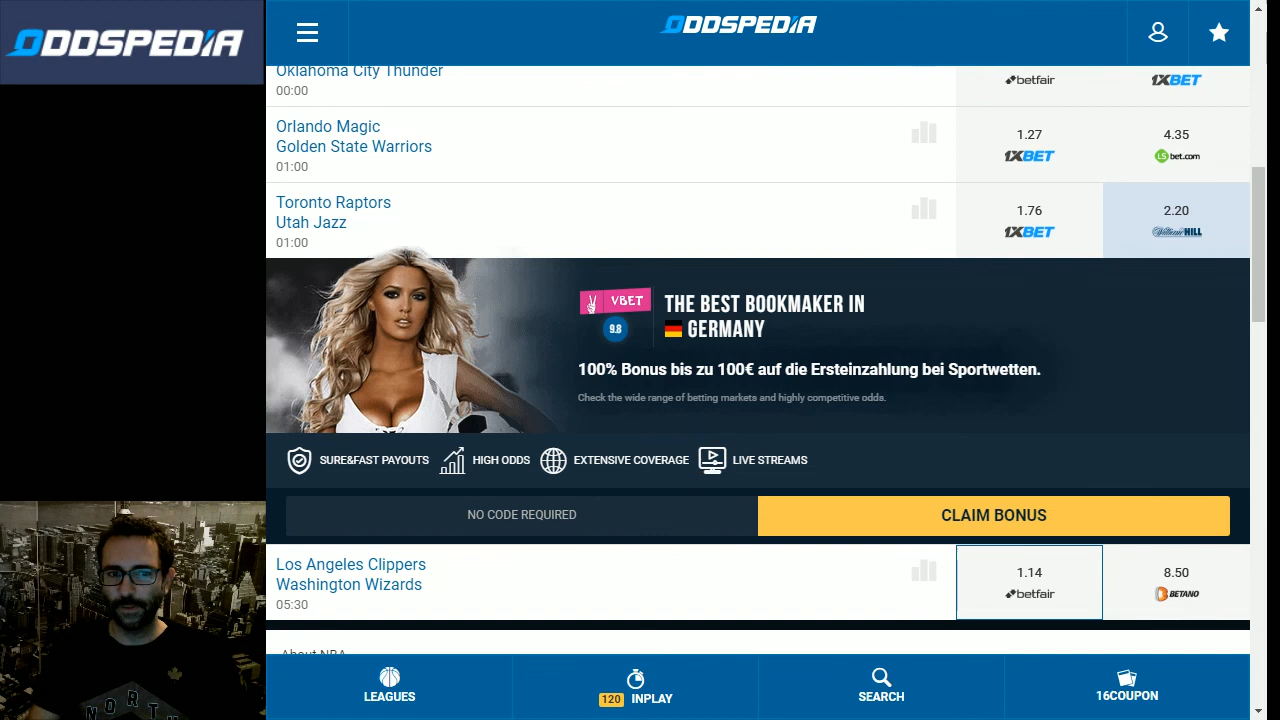 ODDSPEDIA
ODDSPEDIA
Oklahoma City Thunder
00:00
betfair
1XBET
Orlando Magic
Golden State Warriors
01:00
1.27
1XBET
4.35
LS bet.com
Toronto Raptors
Utah Jazz
01:00
1.76
1XBET
2.20
William HILL
VBET
9.8
THE BEST BOOKMAKER IN
GERMANY
100% Bonus bis zu 100€ auf die Ersteinzahlung bei Sportwetten.
Check the wide range of betting markets and highly competitive odds.
SURE&FAST PAYOUTS
HIGH ODDS
EXTENSIVE COVERAGE
LIVE STREAMS
NO CODE REQUIRED
CLAIM BONUS
Los Angeles Clippers
Washington Wizards
05:30
1.14
betfair
8.50
BETANO
About NBA
LEAGUES
120 INPLAY
SEARCH
16COUPON
NORTH